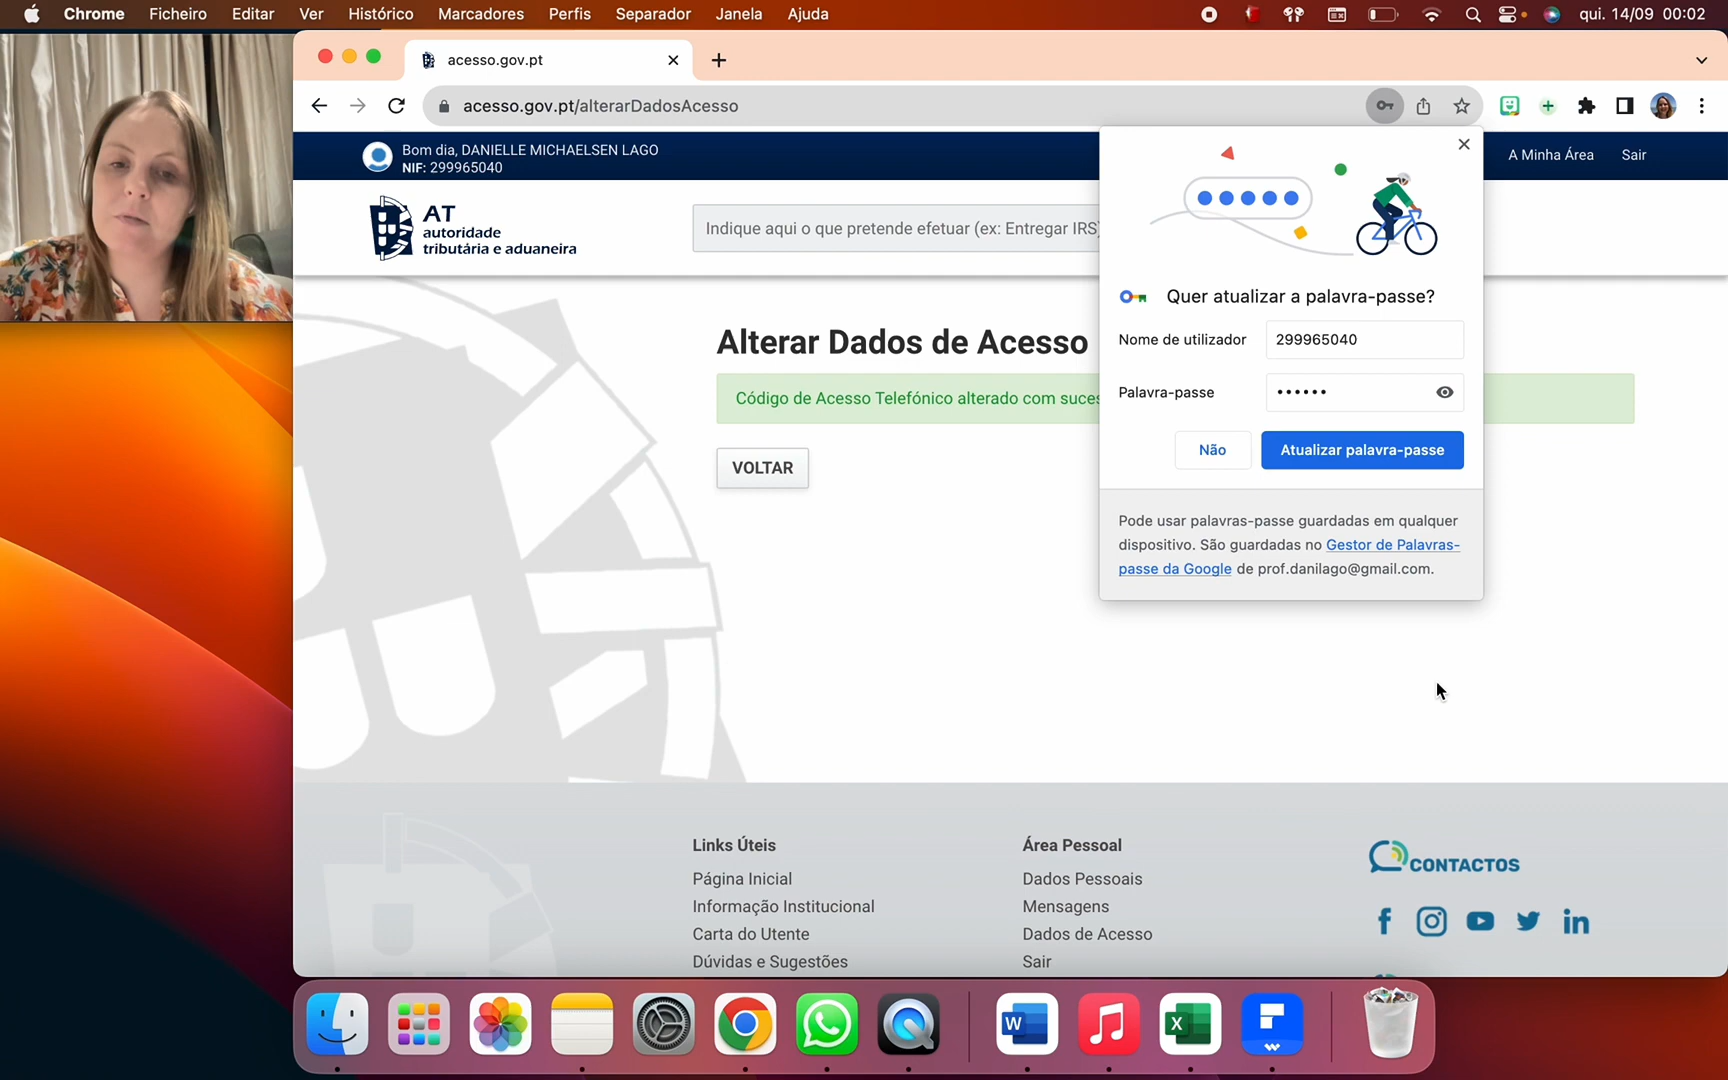 Chrome Ficheiro Editar Ver Histórico Marcadores Perfis Separador Janela Ajuda qui. 14/09 00:02
acesso.gov.pt
acesso.gov.pt/alterarDadosAcesso
Bom dia, DANIELLE MICHAELSEN LAGO
NIF: 299965040
A Minha Área Sair
AT
autoridade
tributária e aduaneira
Indique aqui o que pretende efetuar (ex: Entregar IRS)
Quer atualizar a palavra-passe?
Nome de utilizador 299965040
Palavra-passe ••••••
Não Atualizar palavra-passe
Pode usar palavras-passe guardadas em qualquer
dispositivo. São guardadas no Gestor de Palavras-
passe da Google de prof.danilago@gmail.com.
Alterar Dados de Acesso
Código de Acesso Telefónico alterado com suces
VOLTAR
Links Úteis
Página Inicial
Informação Institucional
Carta do Utente
Dúvidas e Sugestões
Área Pessoal
Dados Pessoais
Mensagens
Dados de Acesso
Sair
CONTACTOS
f
in
W
X